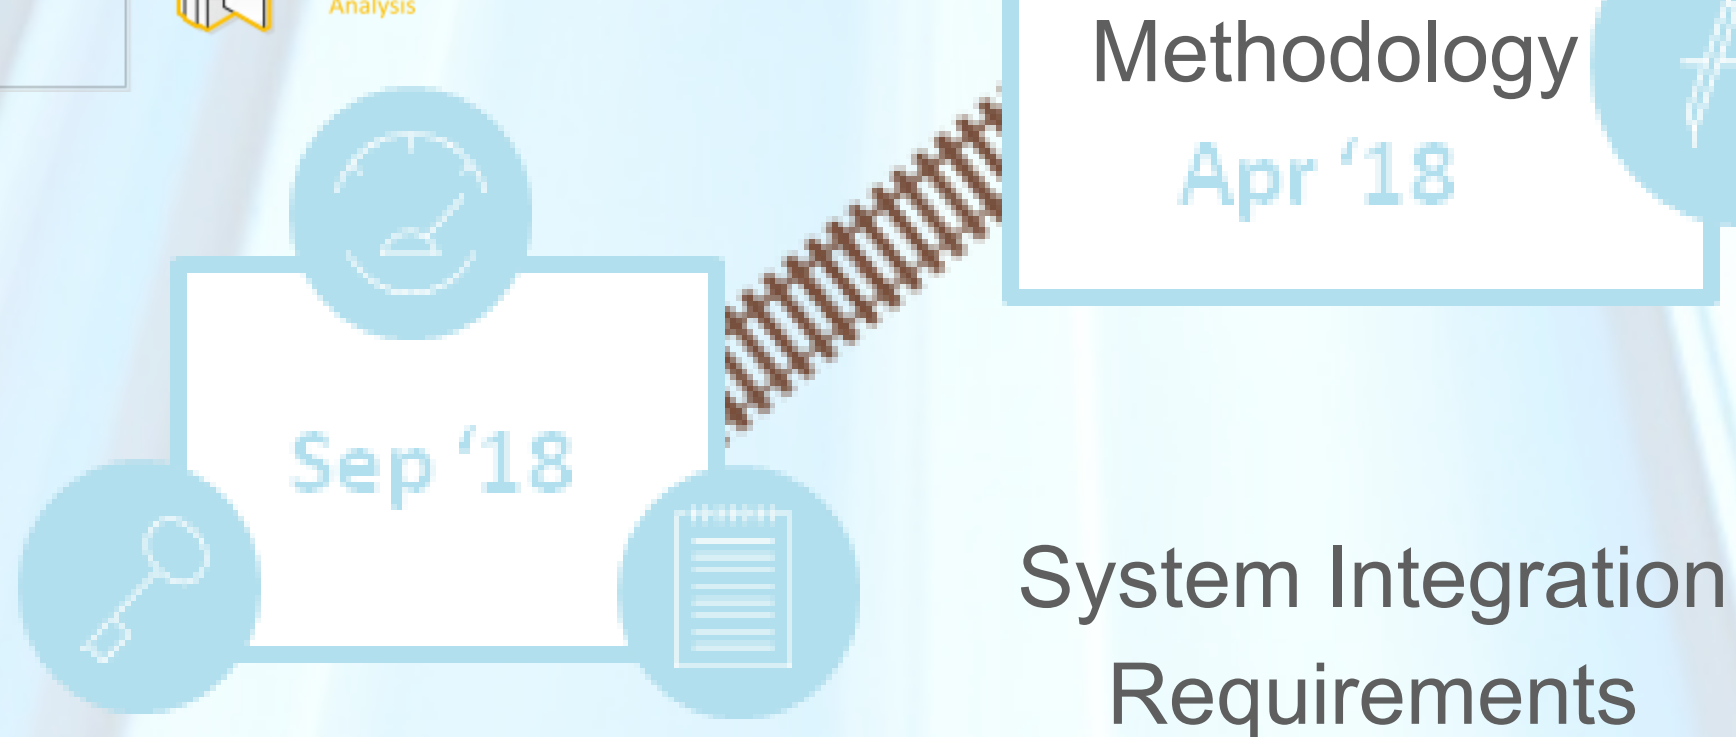 Analysis
Methodology
Apr ‘18
Sep ‘18
System Integration
Requirements